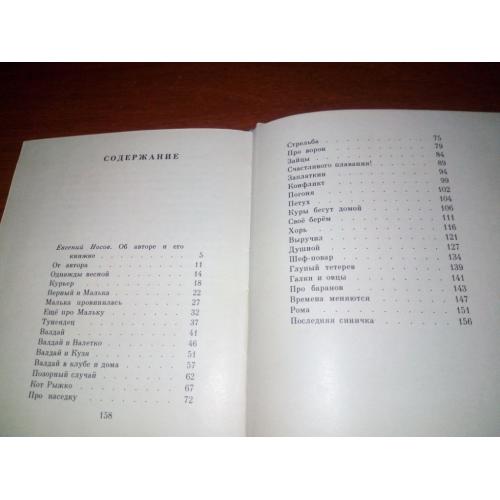 СОДЕРЖАНИЕ
Евгений Носов. Об авторе и его
книжке 5
От автора 11
Однажды весной 14
Курьер 18
Верный и Малька 22
Малька провинилась 27
Ещё про Мальку 32
Тунеядец 37
Валдай 41
Валдай и Валетко 46
Валдай и Кузя 51
Валдай в клубе и дома 57
Позорный случай 62
Кот Рыжко 67
Про наседку 72
158
Стрельба 75
Про ворон 79
Зайцы 84
Счастливого плавания! 89
Заплаткин 94
Конфликт 99
Погоня 102
Петух 104
Куры бегут домой 106
Своё берём 111
Хорь 116
Выручил 121
Душной 127
Шеф-повар 134
Глупый тетерев 139
Галки и овцы 141
Про баранов 143
Времена меняются 147
Рома 151
Последняя синичка 156